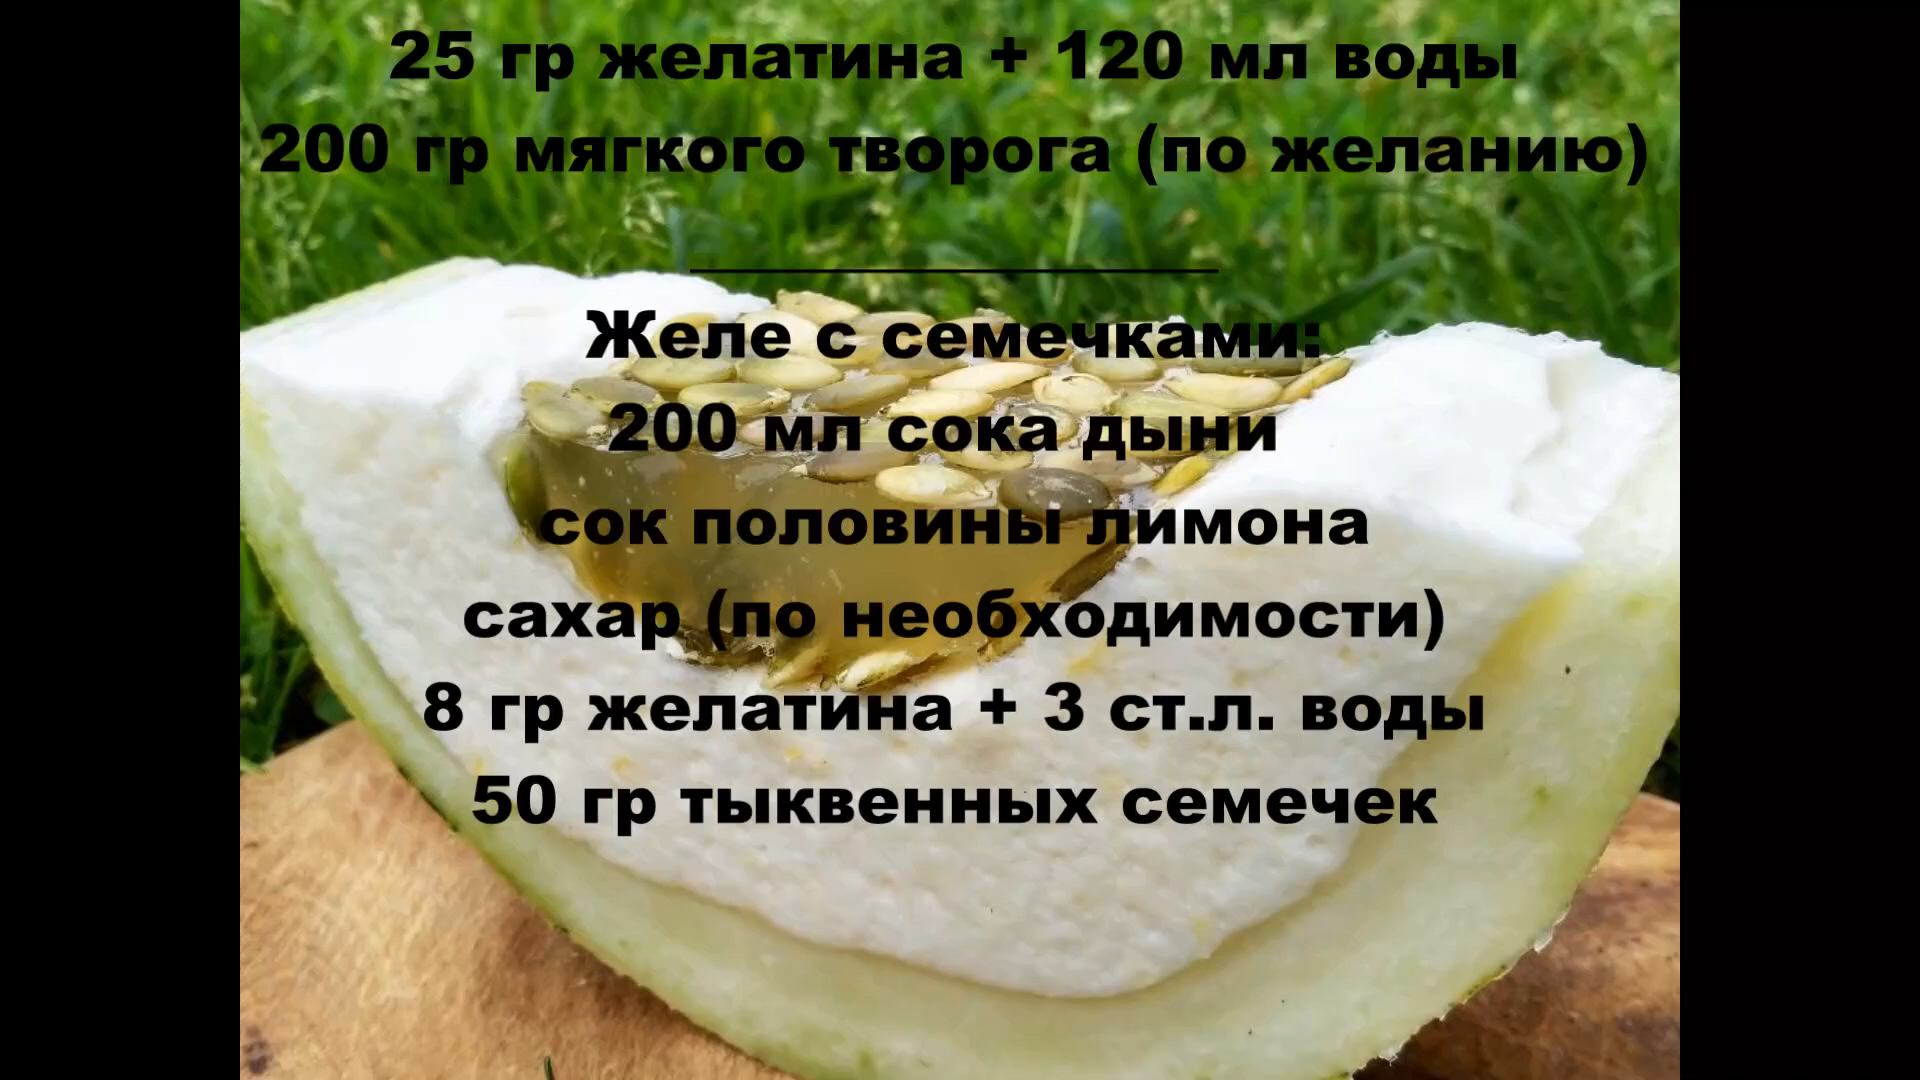 25 гр желатина + 120 мл воды
200 гр мягкого творога (по желанию)
Желе с семечками:
200 мл сока дыни
сок половины лимона
сахар (по необходимости)
8 гр желатина + 3 ст.л. воды
50 гр тыквенных семечек